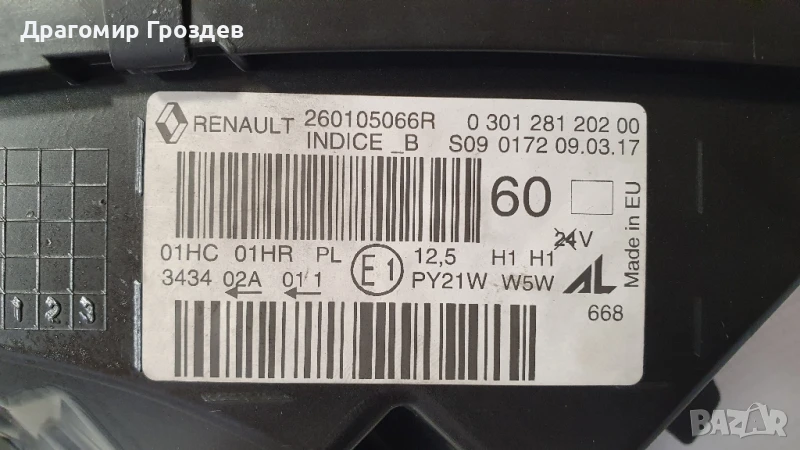 Драгомир Гроздев
RENAULT 260105066R 0 301 281 202 00
INDICE _B S09 0172 09.03.17
60
24V
Made in EU
01HC 01HR PL E1 12,5 H1 H1
3434 02A 01 1 PY21W W5W AL
668
1 2 3
BAZAR